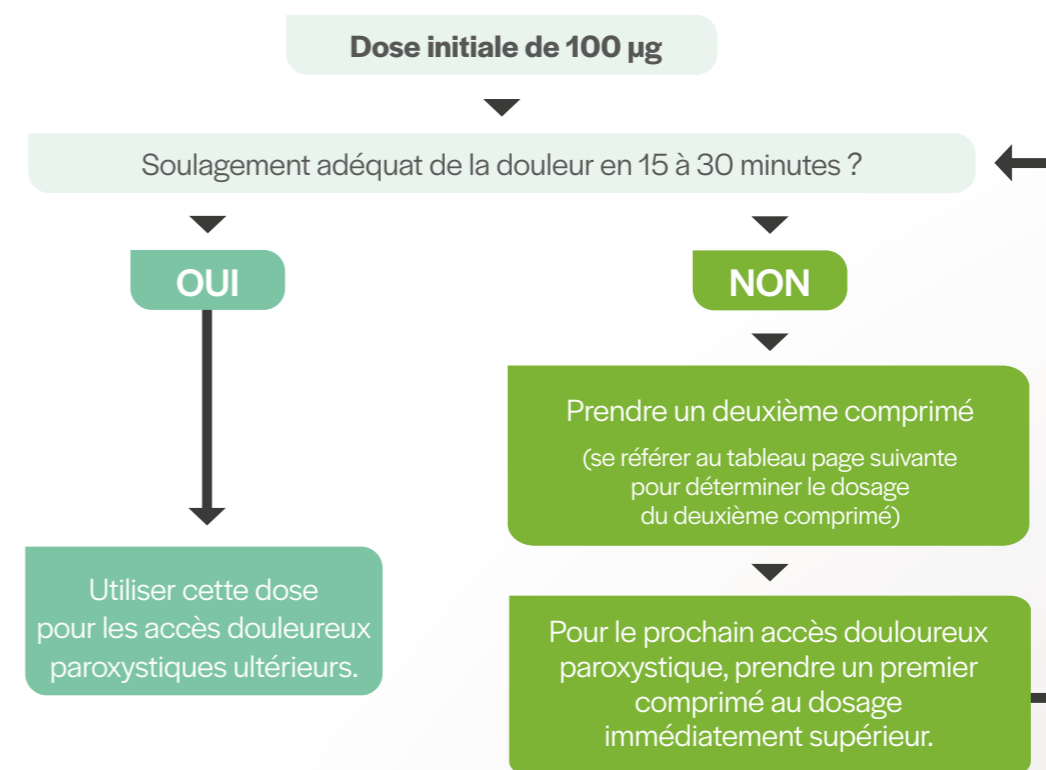 Dose initiale de 100 µg
Soulagement adéquat de la douleur en 15 à 30 minutes ?
OUI
NON
Prendre un deuxième comprimé
(se référer au tableau page suivante
pour déterminer le dosage
du deuxième comprimé)
Utiliser cette dose
pour les accès douleureux
paroxystiques ultérieurs.
Pour le prochain accès douloureux
paroxystique, prendre un premier
comprimé au dosage
immédiatement supérieur.